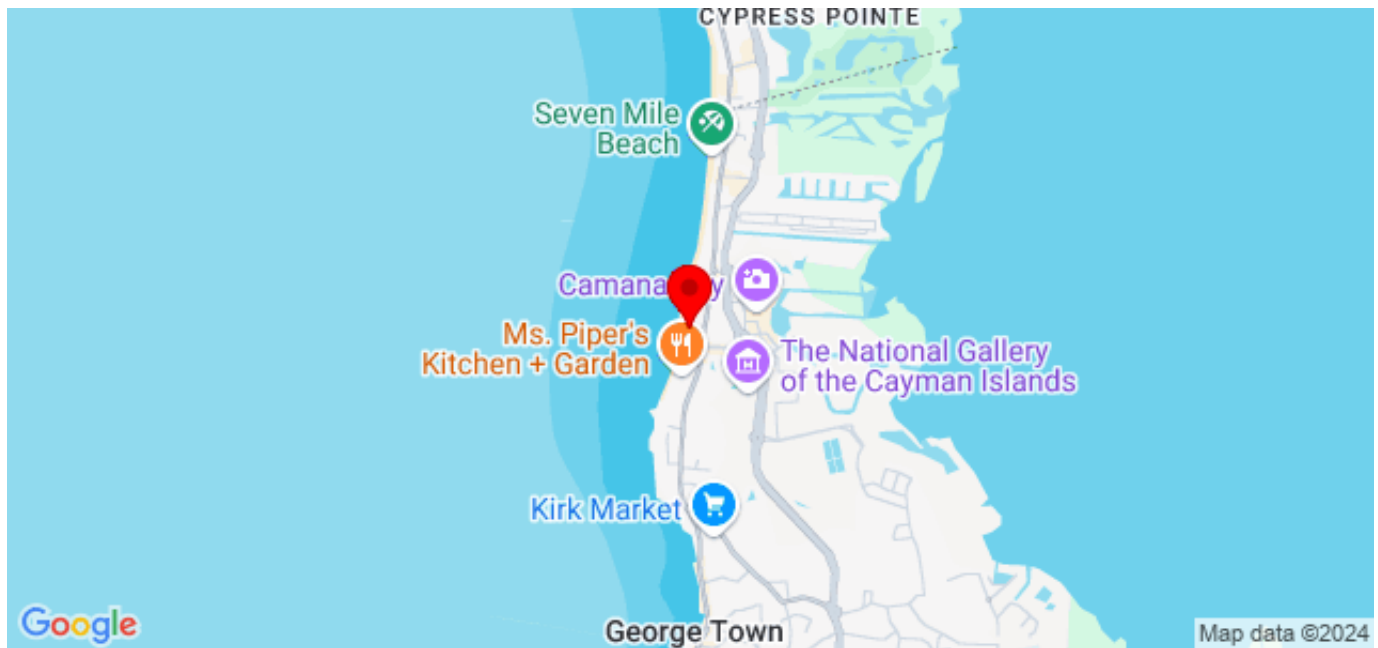 CYPRESS POINTE
Seven Mile
Beach
Ms. Piper's
Kitchen + Garden
The National Gallery
of the Cayman Islands
Kirk Market
George Town
Google
Map data ©2024